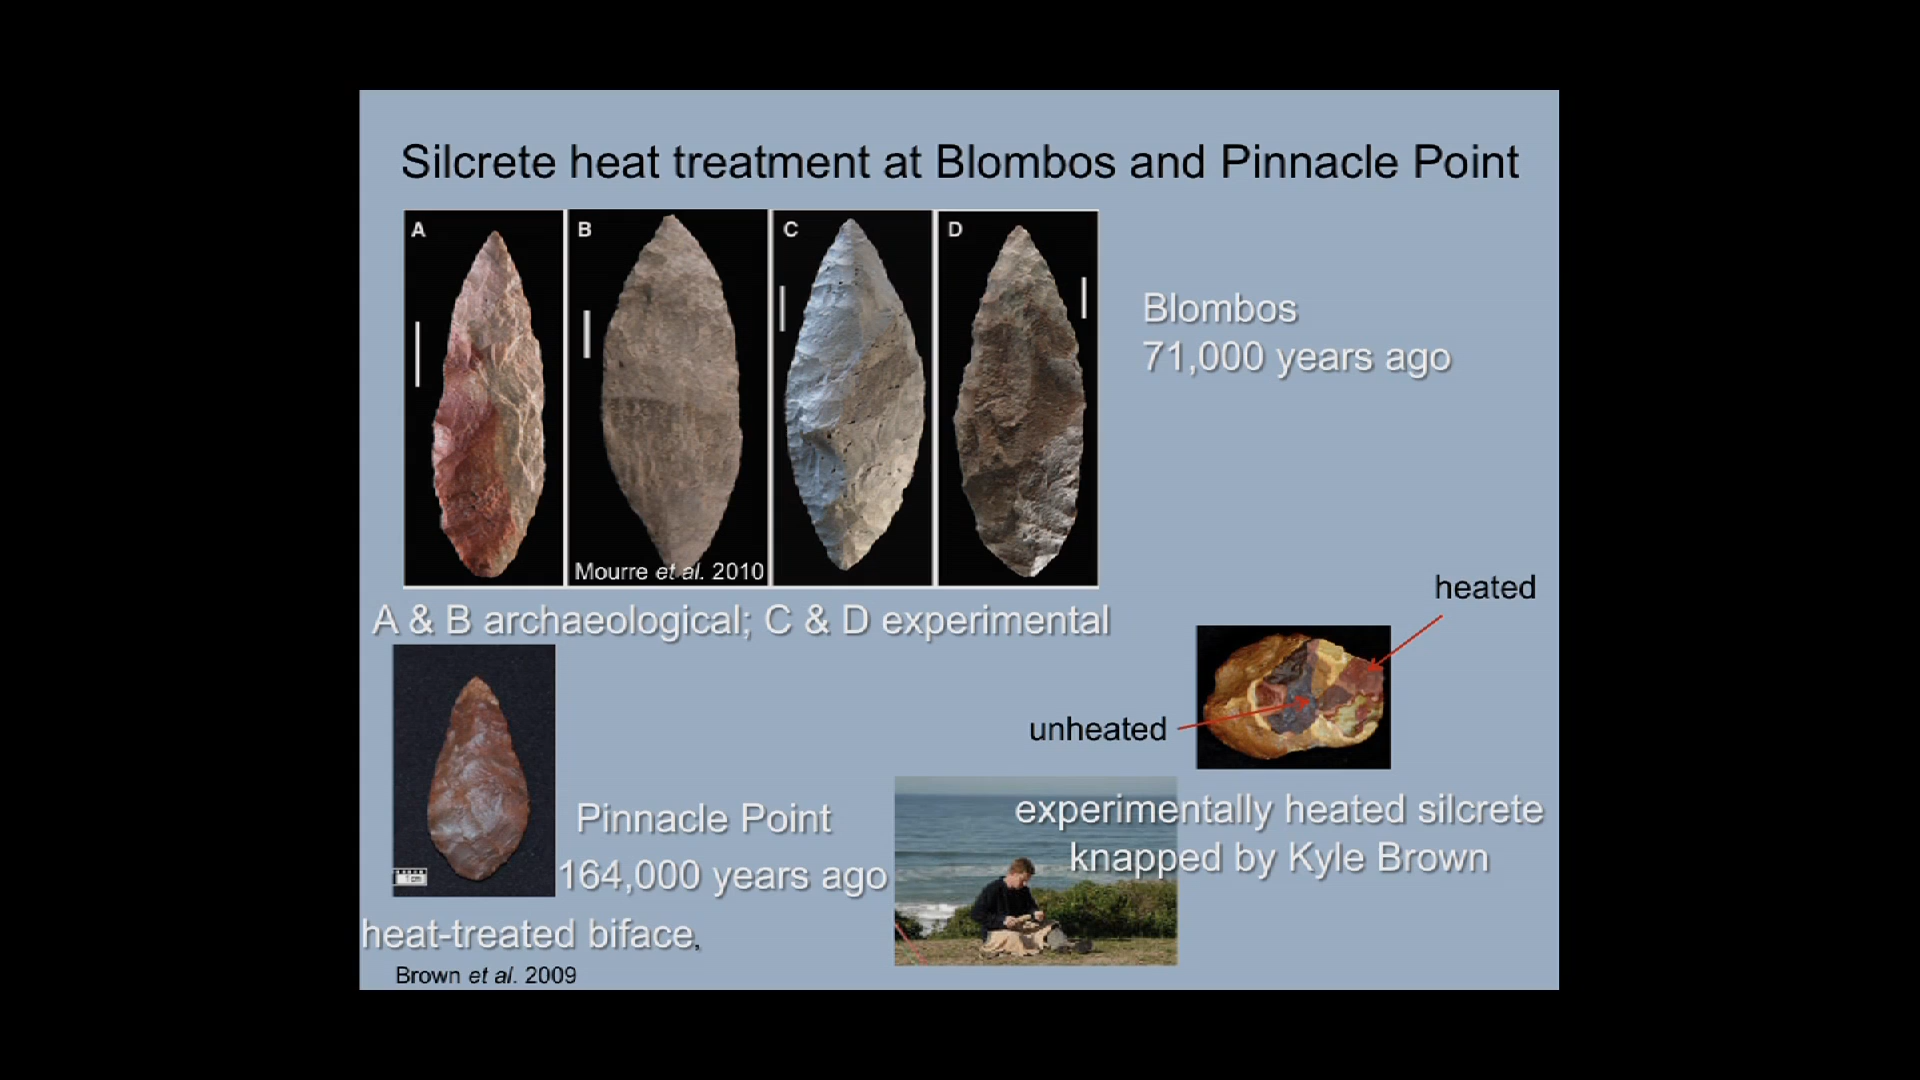 Silcrete heat treatment at Blombos and Pinnacle Point
A
B
C
D
Mourre et al. 2010
Blombos
71,000 years ago
A & B archaeological; C & D experimental
heated
unheated
experimentally heated silcrete
knapped by Kyle Brown
Pinnacle Point
164,000 years ago
1 cm
heat-treated biface,
Brown et al. 2009